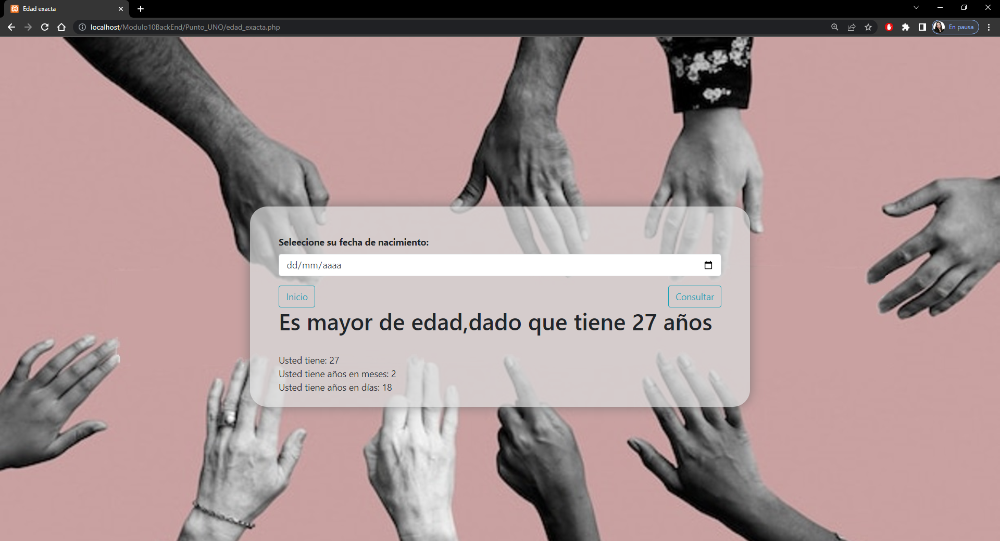 Edad exacta
localhost/Modulo10BackEnd/Punto_UNO/edad_exacta.php
En pausa
Seleecione su fecha de nacimiento:
dd/mm/aaaa
Inicio
Consultar
Es mayor de edad,dado que tiene 27 años
Usted tiene: 27
Usted tiene años en meses: 2
Usted tiene años en días: 18